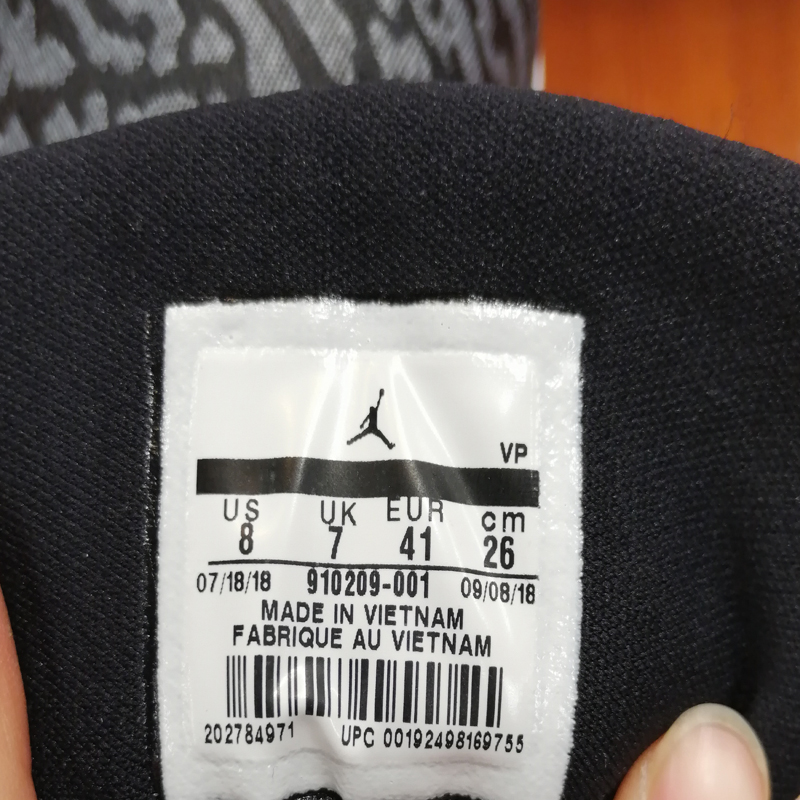 VP
US UK EUR cm
8 7 41 26
07/18/18 910209-001 09/08/18
MADE IN VIETNAM
FABRIQUE AU VIETNAM
202784971 UPC 00192498169755